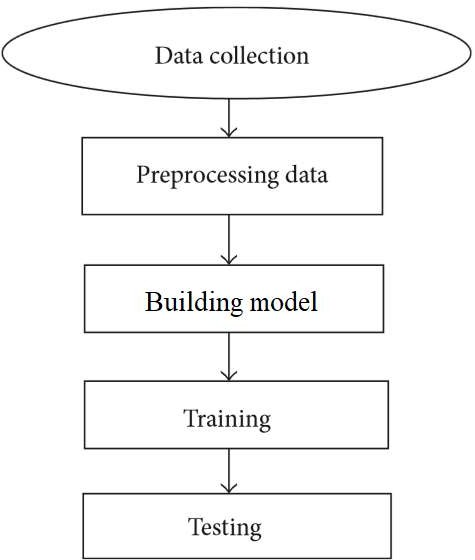 Data collection
Preprocessing data
Building model
Training
Testing